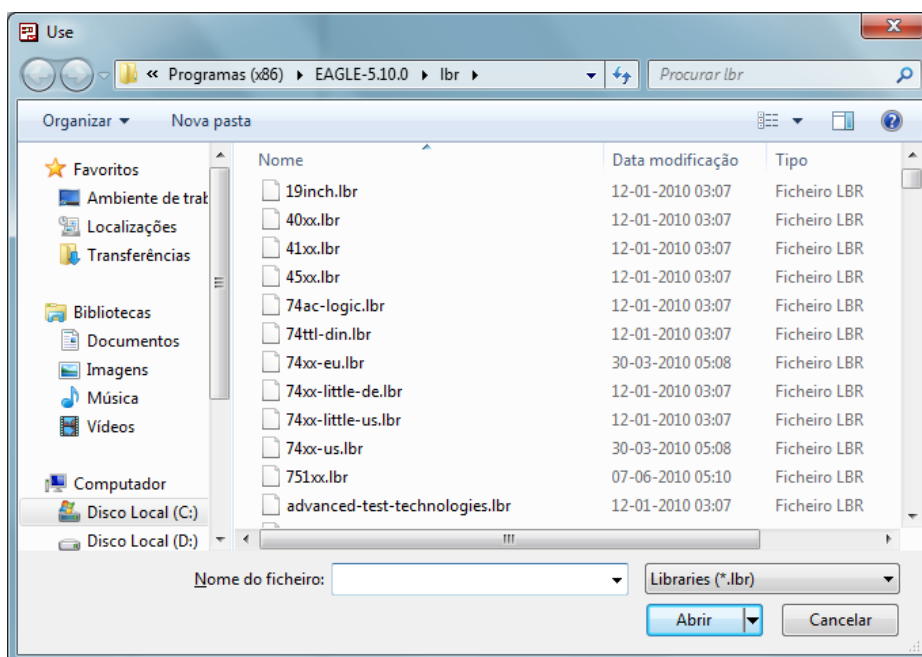 Use
« Programas (x86) ▸ EAGLE-5.10.0 ▸ lbr ▸
Procurar lbr
Organizar
Nova pasta
Favoritos
Ambiente de trab
Localizações
Transferências
Bibliotecas
Documentos
Imagens
Música
Vídeos
Computador
Disco Local (C:)
Disco Local (D:)
Nome Data modificação Tipo
19inch.lbr 12-01-2010 03:07 Ficheiro LBR
40xx.lbr 12-01-2010 03:07 Ficheiro LBR
41xx.lbr 12-01-2010 03:07 Ficheiro LBR
45xx.lbr 12-01-2010 03:07 Ficheiro LBR
74ac-logic.lbr 12-01-2010 03:07 Ficheiro LBR
74ttl-din.lbr 12-01-2010 03:07 Ficheiro LBR
74xx-eu.lbr 30-03-2010 05:08 Ficheiro LBR
74xx-little-de.lbr 12-01-2010 03:07 Ficheiro LBR
74xx-little-us.lbr 12-01-2010 03:07 Ficheiro LBR
74xx-us.lbr 30-03-2010 05:08 Ficheiro LBR
751xx.lbr 07-06-2010 05:10 Ficheiro LBR
advanced-test-technologies.lbr 12-01-2010 03:07 Ficheiro LBR
Nome do ficheiro:
Libraries (*.lbr)
Abrir
Cancelar